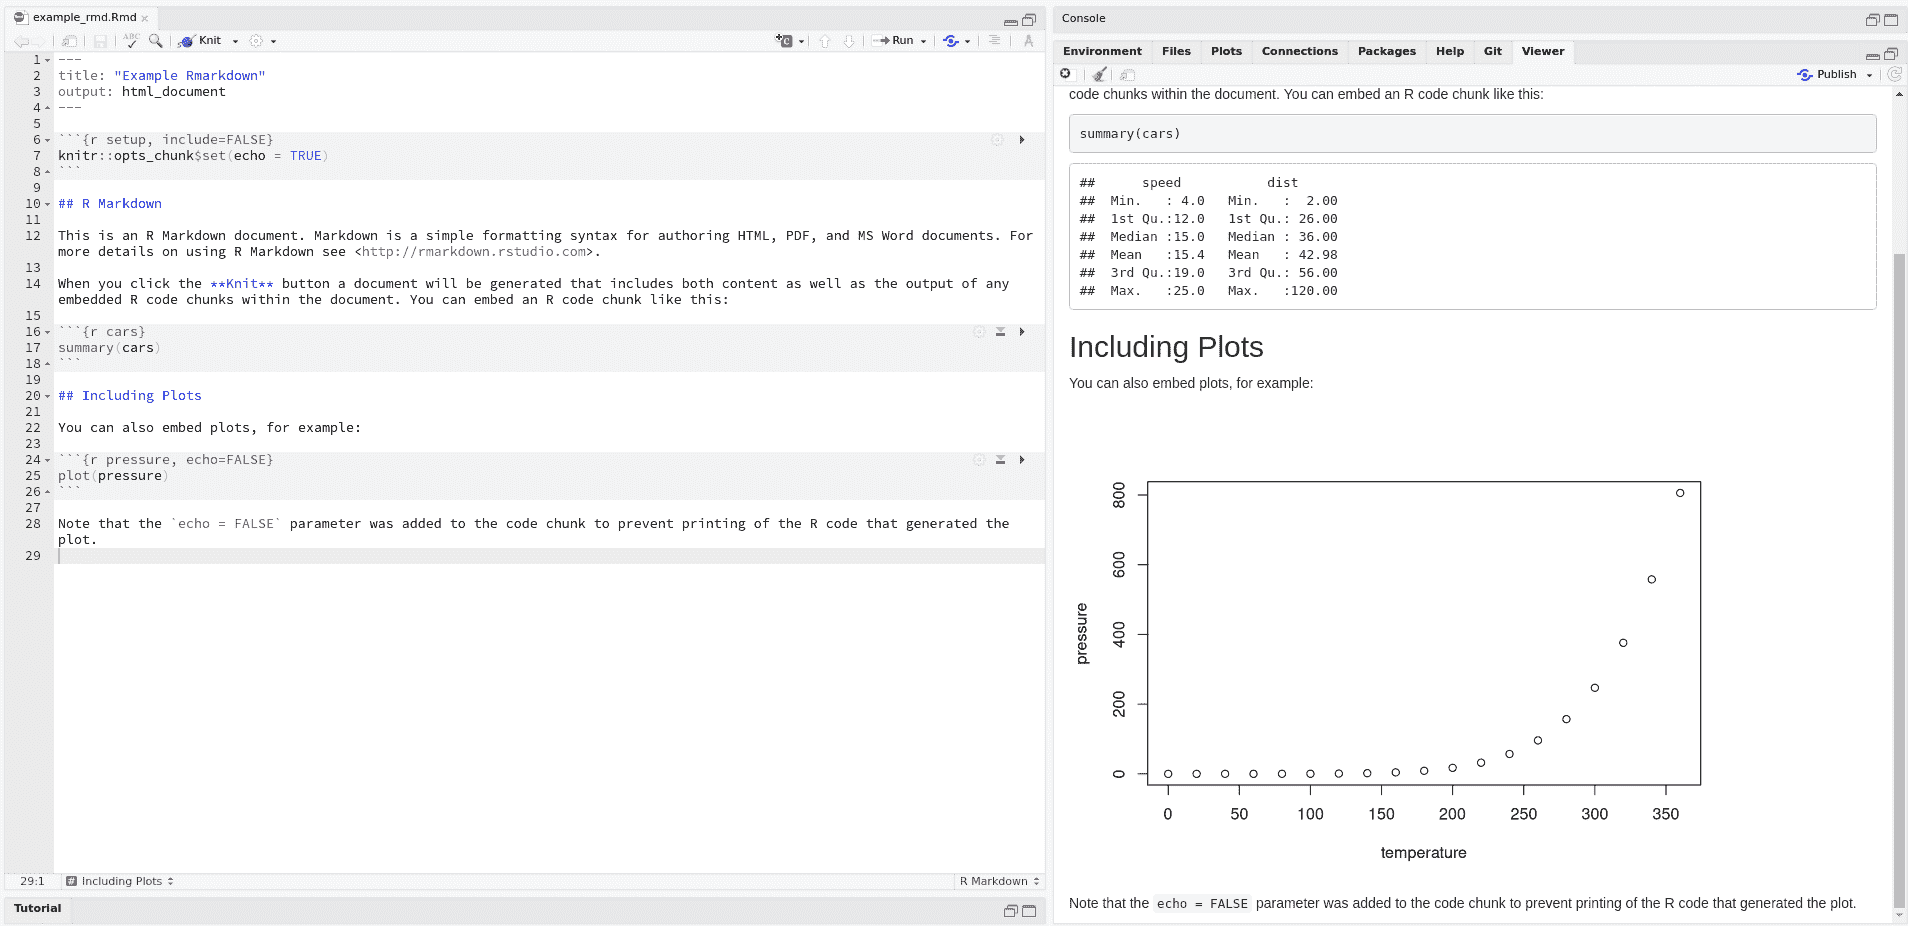 example_rmd.Rmd
ABC
Knit
Run
1 ---
2 title: "Example Rmarkdown"
3 output: html_document
4 ---
5
6 ```{r setup, include=FALSE}
7 knitr::opts_chunk$set(echo = TRUE)
8 ```
9
10 ## R Markdown
11
12 This is an R Markdown document. Markdown is a simple formatting syntax for authoring HTML, PDF, and MS Word documents. For
more details on using R Markdown see <http://rmarkdown.rstudio.com>.
13
14 When you click the **Knit** button a document will be generated that includes both content as well as the output of any
embedded R code chunks within the document. You can embed an R code chunk like this:
15
16 ```{r cars}
17 summary(cars)
18 ```
19
20 ## Including Plots
21
22 You can also embed plots, for example:
23
24 ```{r pressure, echo=FALSE}
25 plot(pressure)
26 ```
27
28 Note that the `echo = FALSE` parameter was added to the code chunk to prevent printing of the R code that generated the
plot.
29
29:1 # Including Plots R Markdown
Tutorial
Console
Environment Files Plots Connections Packages Help Git Viewer
Publish
code chunks within the document. You can embed an R code chunk like this:
summary(cars)
##      speed           dist
##  Min.   : 4.0   Min.   :  2.00
##  1st Qu.:12.0   1st Qu.: 26.00
##  Median :15.0   Median : 36.00
##  Mean   :15.4   Mean   : 42.98
##  3rd Qu.:19.0   3rd Qu.: 56.00
##  Max.   :25.0   Max.   :120.00
Including Plots
You can also embed plots, for example:
800
600
400
200
0
pressure
0 50 100 150 200 250 300 350
temperature
Note that the echo = FALSE parameter was added to the code chunk to prevent printing of the R code that generated the plot.